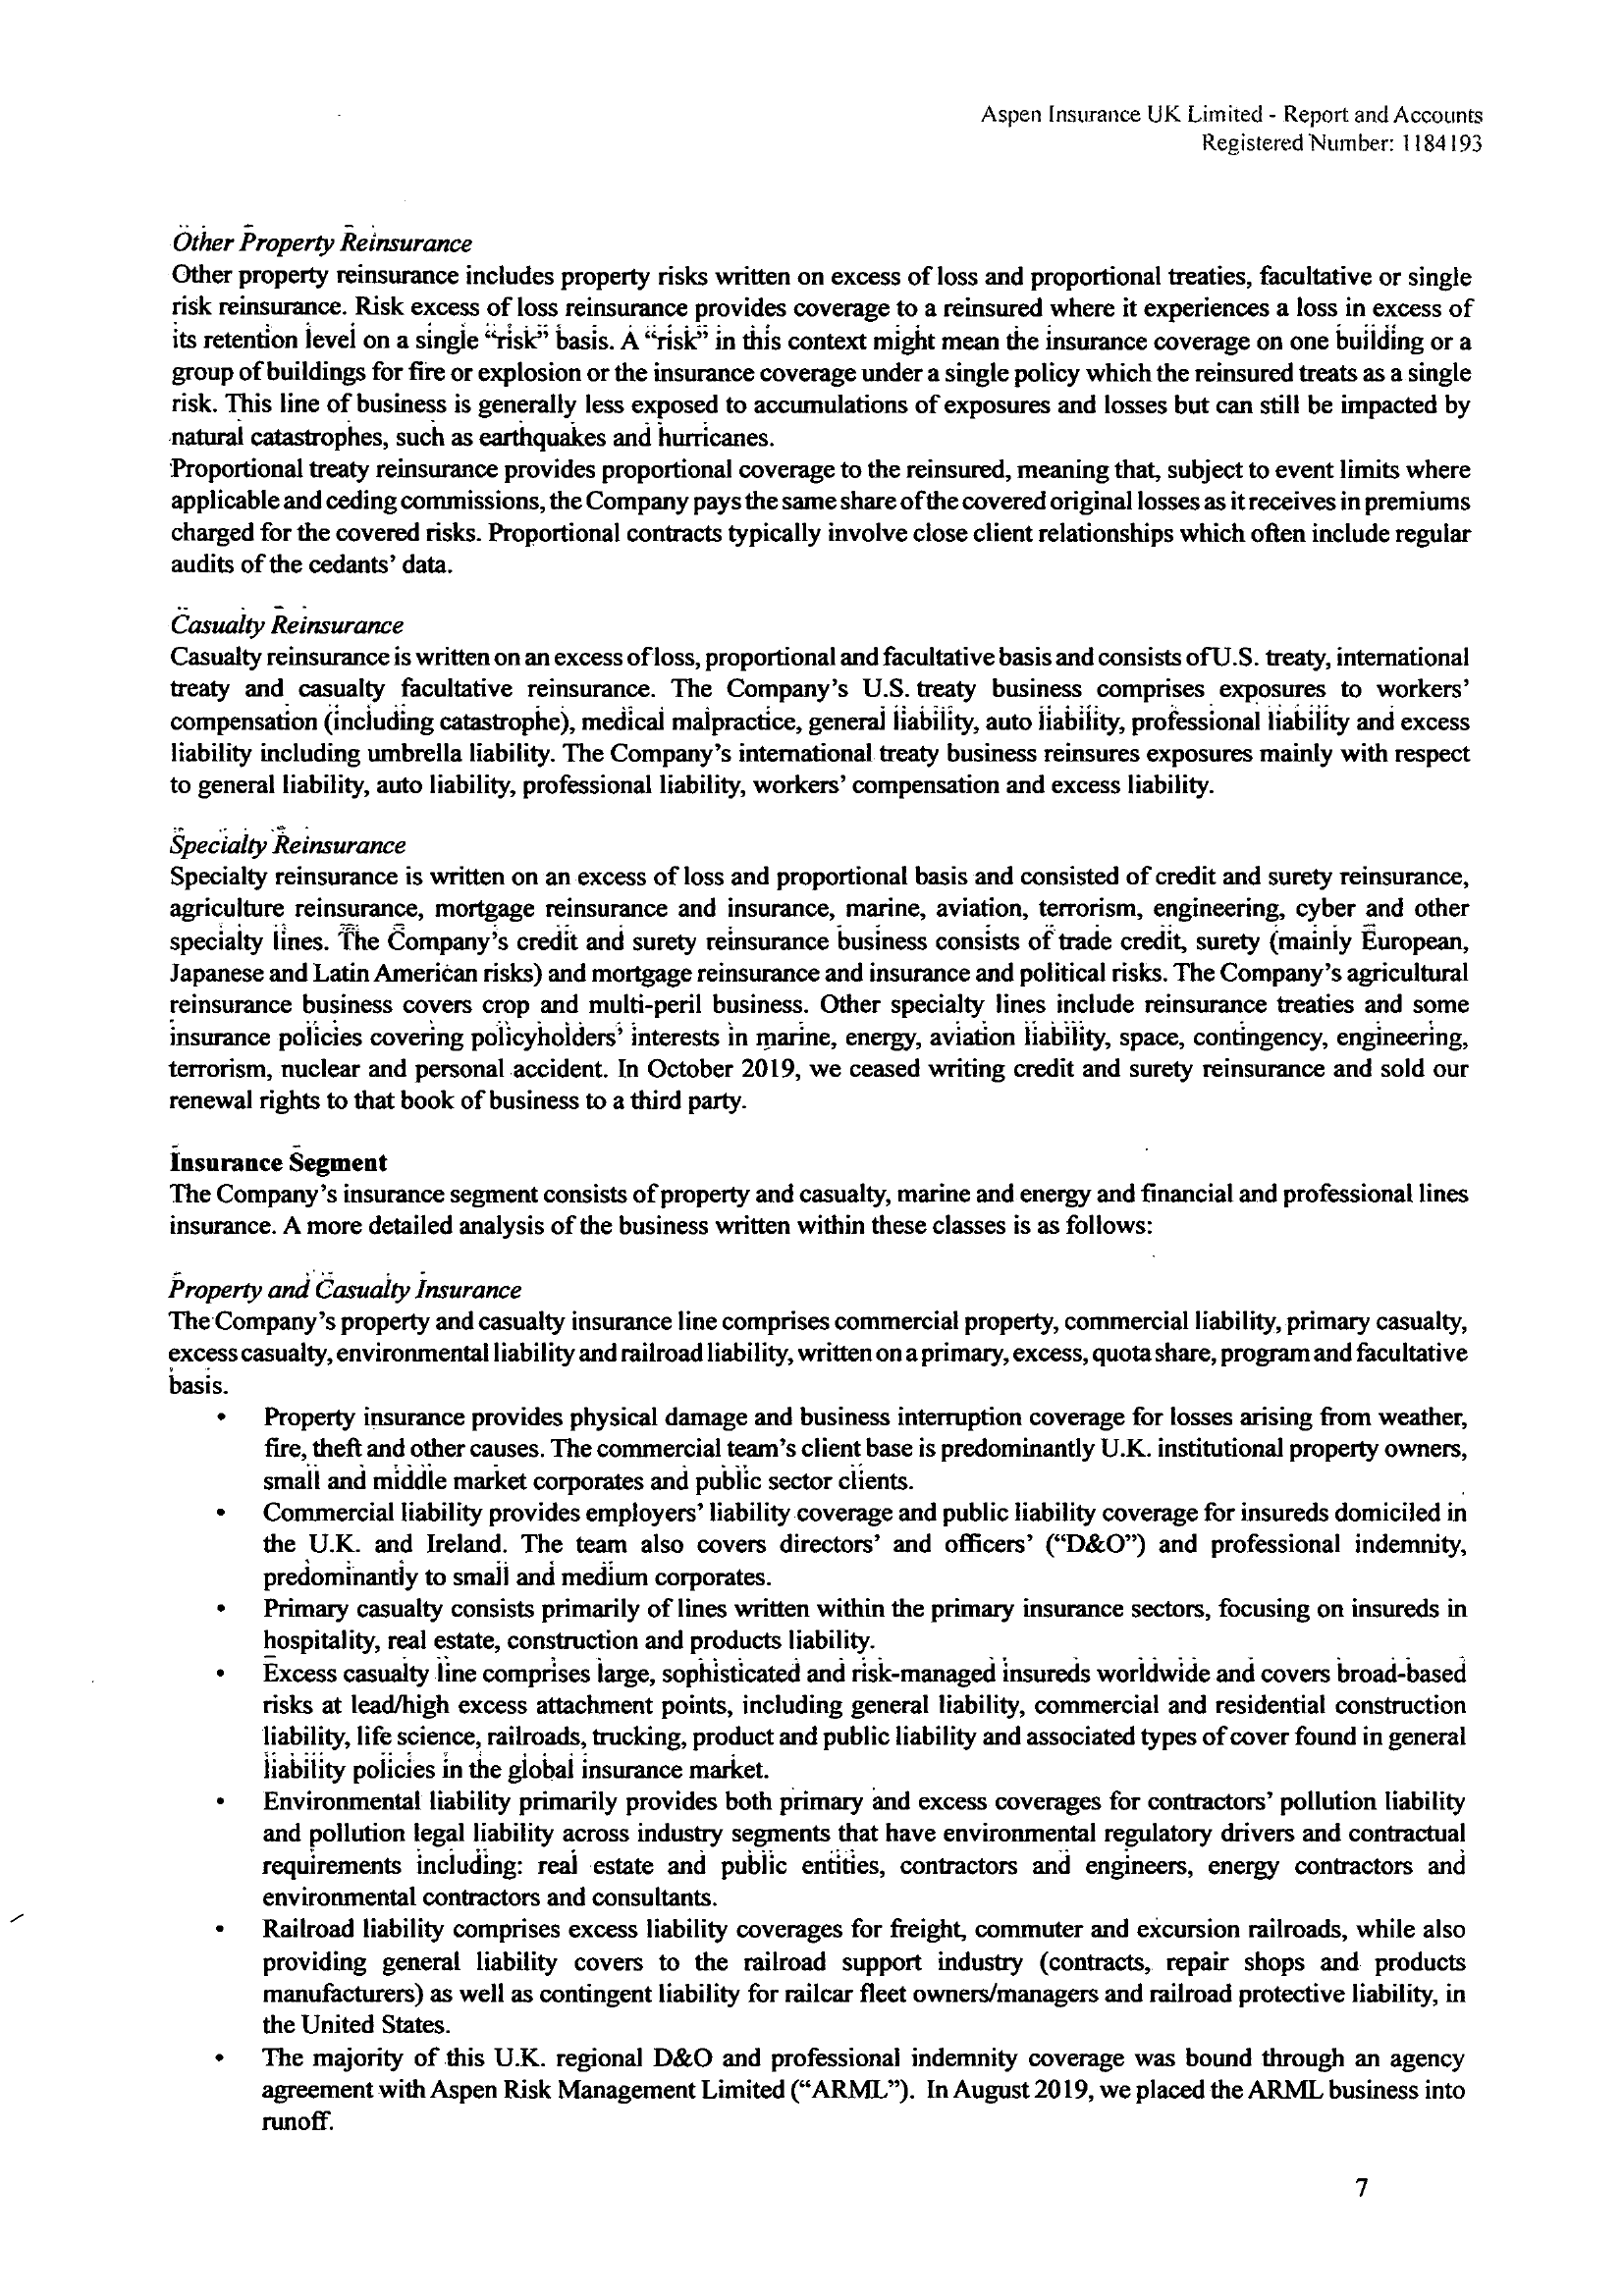 Aspen Insurance UK Limited - Report and Accounts
Registered Number: 1184193
Other Property Reinsurance
Other property reinsurance includes property risks written on excess of loss and proportional treaties, facultative or single
risk reinsurance. Risk excess of loss reinsurance provides coverage to a reinsured where it experiences a loss in excess of
its retention level on a single “risk” basis. A “risk” in this context might mean the insurance coverage on one building or a
group of buildings for fire or explosion or the insurance coverage under a single policy which the reinsured treats as a single
risk. This line of business is generally less exposed to accumulations of exposures and losses but can still be impacted by
natural catastrophes, such as earthquakes and hurricanes.
Proportional treaty reinsurance provides proportional coverage to the reinsured, meaning that, subject to event limits where
applicable and ceding commissions, the Company pays the same share of the covered original losses as it receives in premiums
charged for the covered risks. Proportional contracts typically involve close client relationships which often include regular
audits of the cedants’ data.
Casualty Reinsurance
Casualty reinsurance is written on an excess of loss, proportional and facultative basis and consists of U.S. treaty, international
treaty and casualty facultative reinsurance. The Company’s U.S. treaty business comprises exposures to workers’
compensation (including catastrophe), medical malpractice, general liability, auto liability, professional liability and excess
liability including umbrella liability. The Company’s international treaty business reinsures exposures mainly with respect
to general liability, auto liability, professional liability, workers’ compensation and excess liability.
Specialty Reinsurance
Specialty reinsurance is written on an excess of loss and proportional basis and consisted of credit and surety reinsurance,
agriculture reinsurance, mortgage reinsurance and insurance, marine, aviation, terrorism, engineering, cyber and other
specialty lines. The Company’s credit and surety reinsurance business consists of trade credit, surety (mainly European,
Japanese and Latin American risks) and mortgage reinsurance and insurance and political risks. The Company’s agricultural
reinsurance business covers crop and multi-peril business. Other specialty lines include reinsurance treaties and some
insurance policies covering policyholders’ interests in marine, energy, aviation liability, space, contingency, engineering,
terrorism, nuclear and personal accident. In October 2019, we ceased writing credit and surety reinsurance and sold our
renewal rights to that book of business to a third party.
Insurance Segment
The Company’s insurance segment consists of property and casualty, marine and energy and financial and professional lines
insurance. A more detailed analysis of the business written within these classes is as follows:
Property and Casualty Insurance
The Company’s property and casualty insurance line comprises commercial property, commercial liability, primary casualty,
excess casualty, environmental liability and railroad liability, written on a primary, excess, quota share, program and facultative
basis.
• Property insurance provides physical damage and business interruption coverage for losses arising from weather,
fire, theft and other causes. The commercial team’s client base is predominantly U.K. institutional property owners,
small and middle market corporates and public sector clients.
• Commercial liability provides employers’ liability coverage and public liability coverage for insureds domiciled in
the U.K. and Ireland. The team also covers directors’ and officers’ (“D&O”) and professional indemnity,
predominantly to small and medium corporates.
• Primary casualty consists primarily of lines written within the primary insurance sectors, focusing on insureds in
hospitality, real estate, construction and products liability.
• Excess casualty line comprises large, sophisticated and risk-managed insureds worldwide and covers broad-based
risks at lead/high excess attachment points, including general liability, commercial and residential construction
liability, life science, railroads, trucking, product and public liability and associated types of cover found in general
liability policies in the global insurance market.
• Environmental liability primarily provides both primary and excess coverages for contractors’ pollution liability
and pollution legal liability across industry segments that have environmental regulatory drivers and contractual
requirements including: real estate and public entities, contractors and engineers, energy contractors and
environmental contractors and consultants.
• Railroad liability comprises excess liability coverages for freight, commuter and excursion railroads, while also
providing general liability covers to the railroad support industry (contracts, repair shops and products
manufacturers) as well as contingent liability for railcar fleet owners/managers and railroad protective liability, in
the United States.
• The majority of this U.K. regional D&O and professional indemnity coverage was bound through an agency
agreement with Aspen Risk Management Limited (“ARML”). In August 2019, we placed the ARML business into
runoff.
7